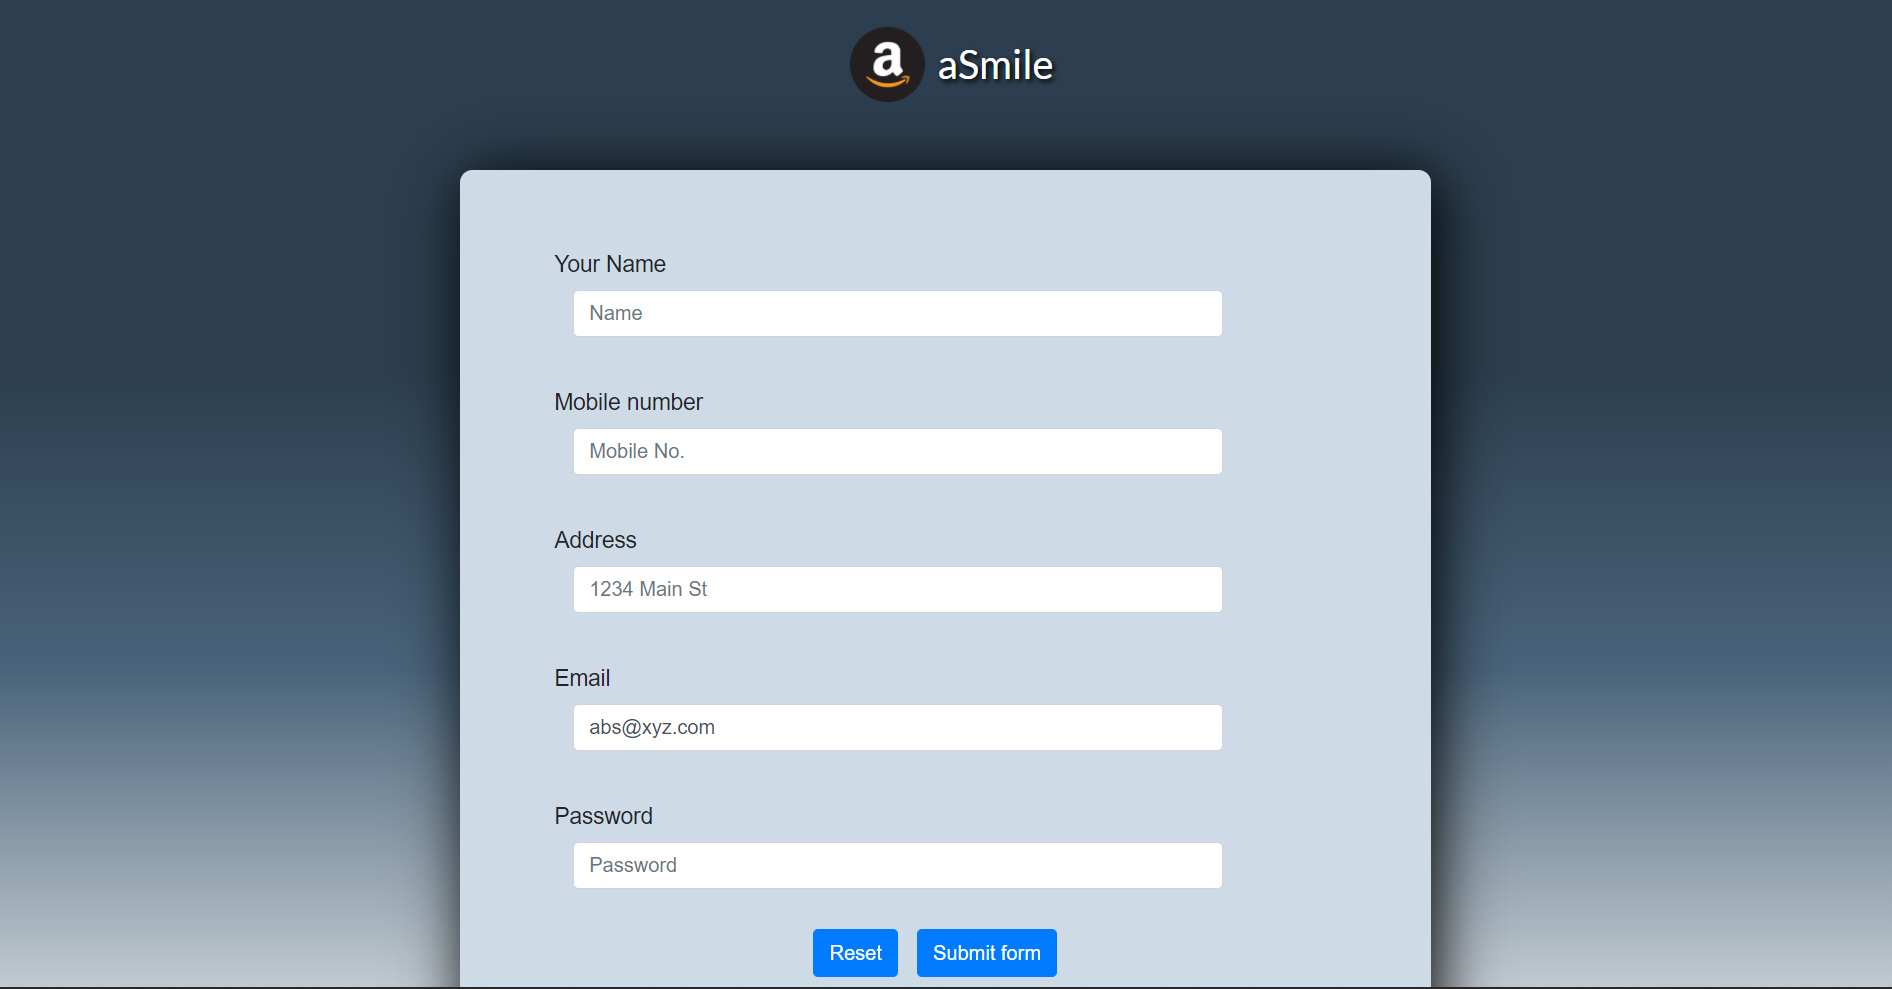 a aSmile
Your Name
Name
Mobile number
Mobile No.
Address
1234 Main St
Email
abs@xyz.com
Password
Password
Reset Submit form